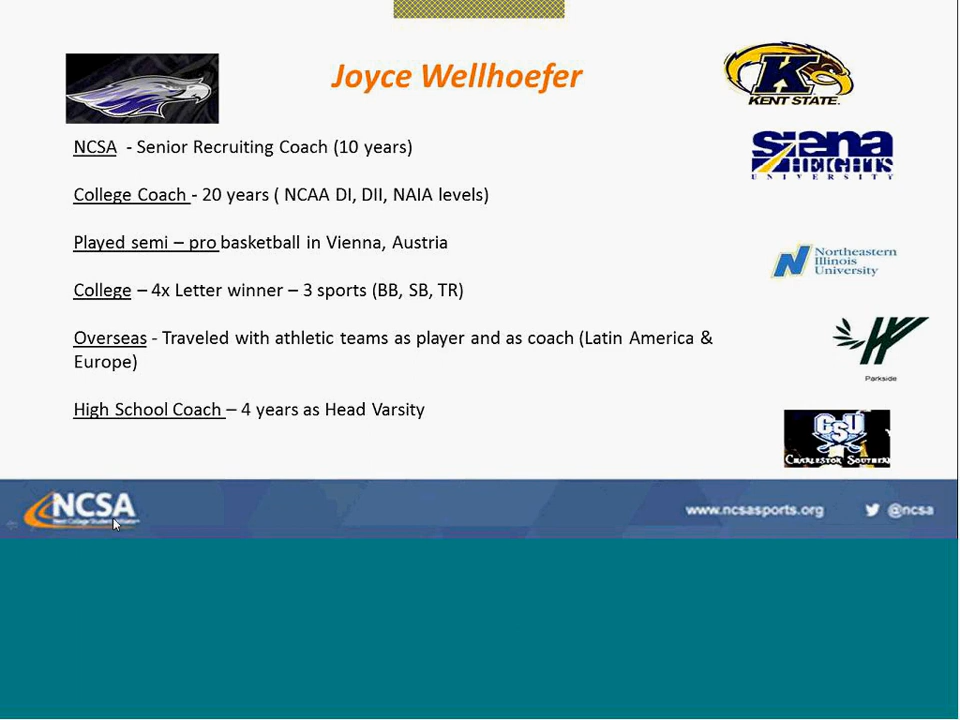 Joyce Wellhoefer
KENT STATE.
NCSA - Senior Recruiting Coach (10 years)
siena
HEIGHTS
UNIVERSITY
College Coach - 20 years ( NCAA DI, DII, NAIA levels)
Played semi – pro basketball in Vienna, Austria
Northeastern
Illinois
University
College – 4x Letter winner – 3 sports (BB, SB, TR)
Overseas - Traveled with athletic teams as player and as coach (Latin America &
Europe)
Parkside
High School Coach – 4 years as Head Varsity
CSU
CHARLESTON SOUTHERN
NCSA
Next College Student
www.ncsasports.org
@ncsa